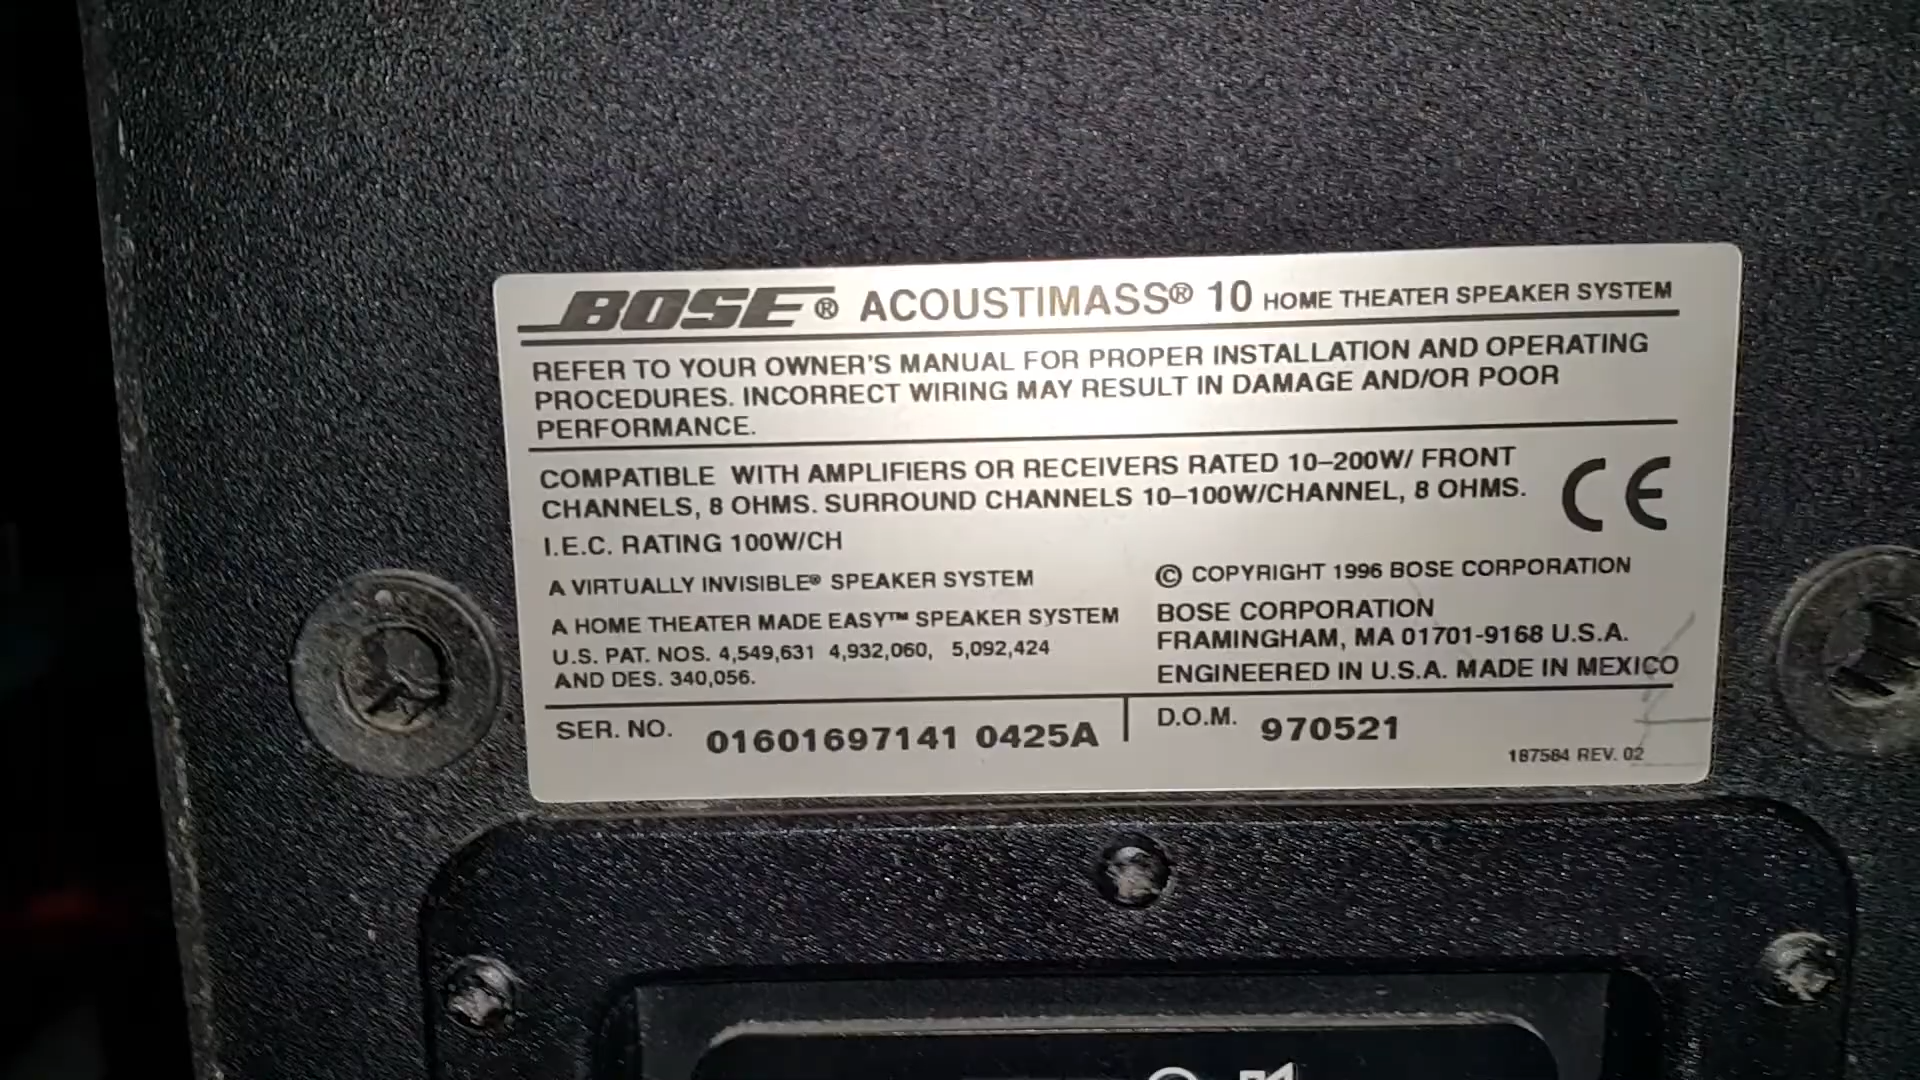 BOSE® ACOUSTIMASS® 10 HOME THEATER SPEAKER SYSTEM
REFER TO YOUR OWNER'S MANUAL FOR PROPER INSTALLATION AND OPERATING
PROCEDURES. INCORRECT WIRING MAY RESULT IN DAMAGE AND/OR POOR
PERFORMANCE.
COMPATIBLE WITH AMPLIFIERS OR RECEIVERS RATED 10–200W/ FRONT
CHANNELS, 8 OHMS. SURROUND CHANNELS 10–100W/CHANNEL, 8 OHMS.
I.E.C. RATING 100W/CH
CE
A VIRTUALLY INVISIBLE® SPEAKER SYSTEM
A HOME THEATER MADE EASY™ SPEAKER SYSTEM
U.S. PAT. NOS. 4,549,631 4,932,060, 5,092,424
AND DES. 340,056.
© COPYRIGHT 1996 BOSE CORPORATION
BOSE CORPORATION
FRAMINGHAM, MA 01701-9168 U.S.A.
ENGINEERED IN U.S.A. MADE IN MEXICO
SER. NO. 01601697141 0425A
D.O.M. 970521
187584 REV. 02